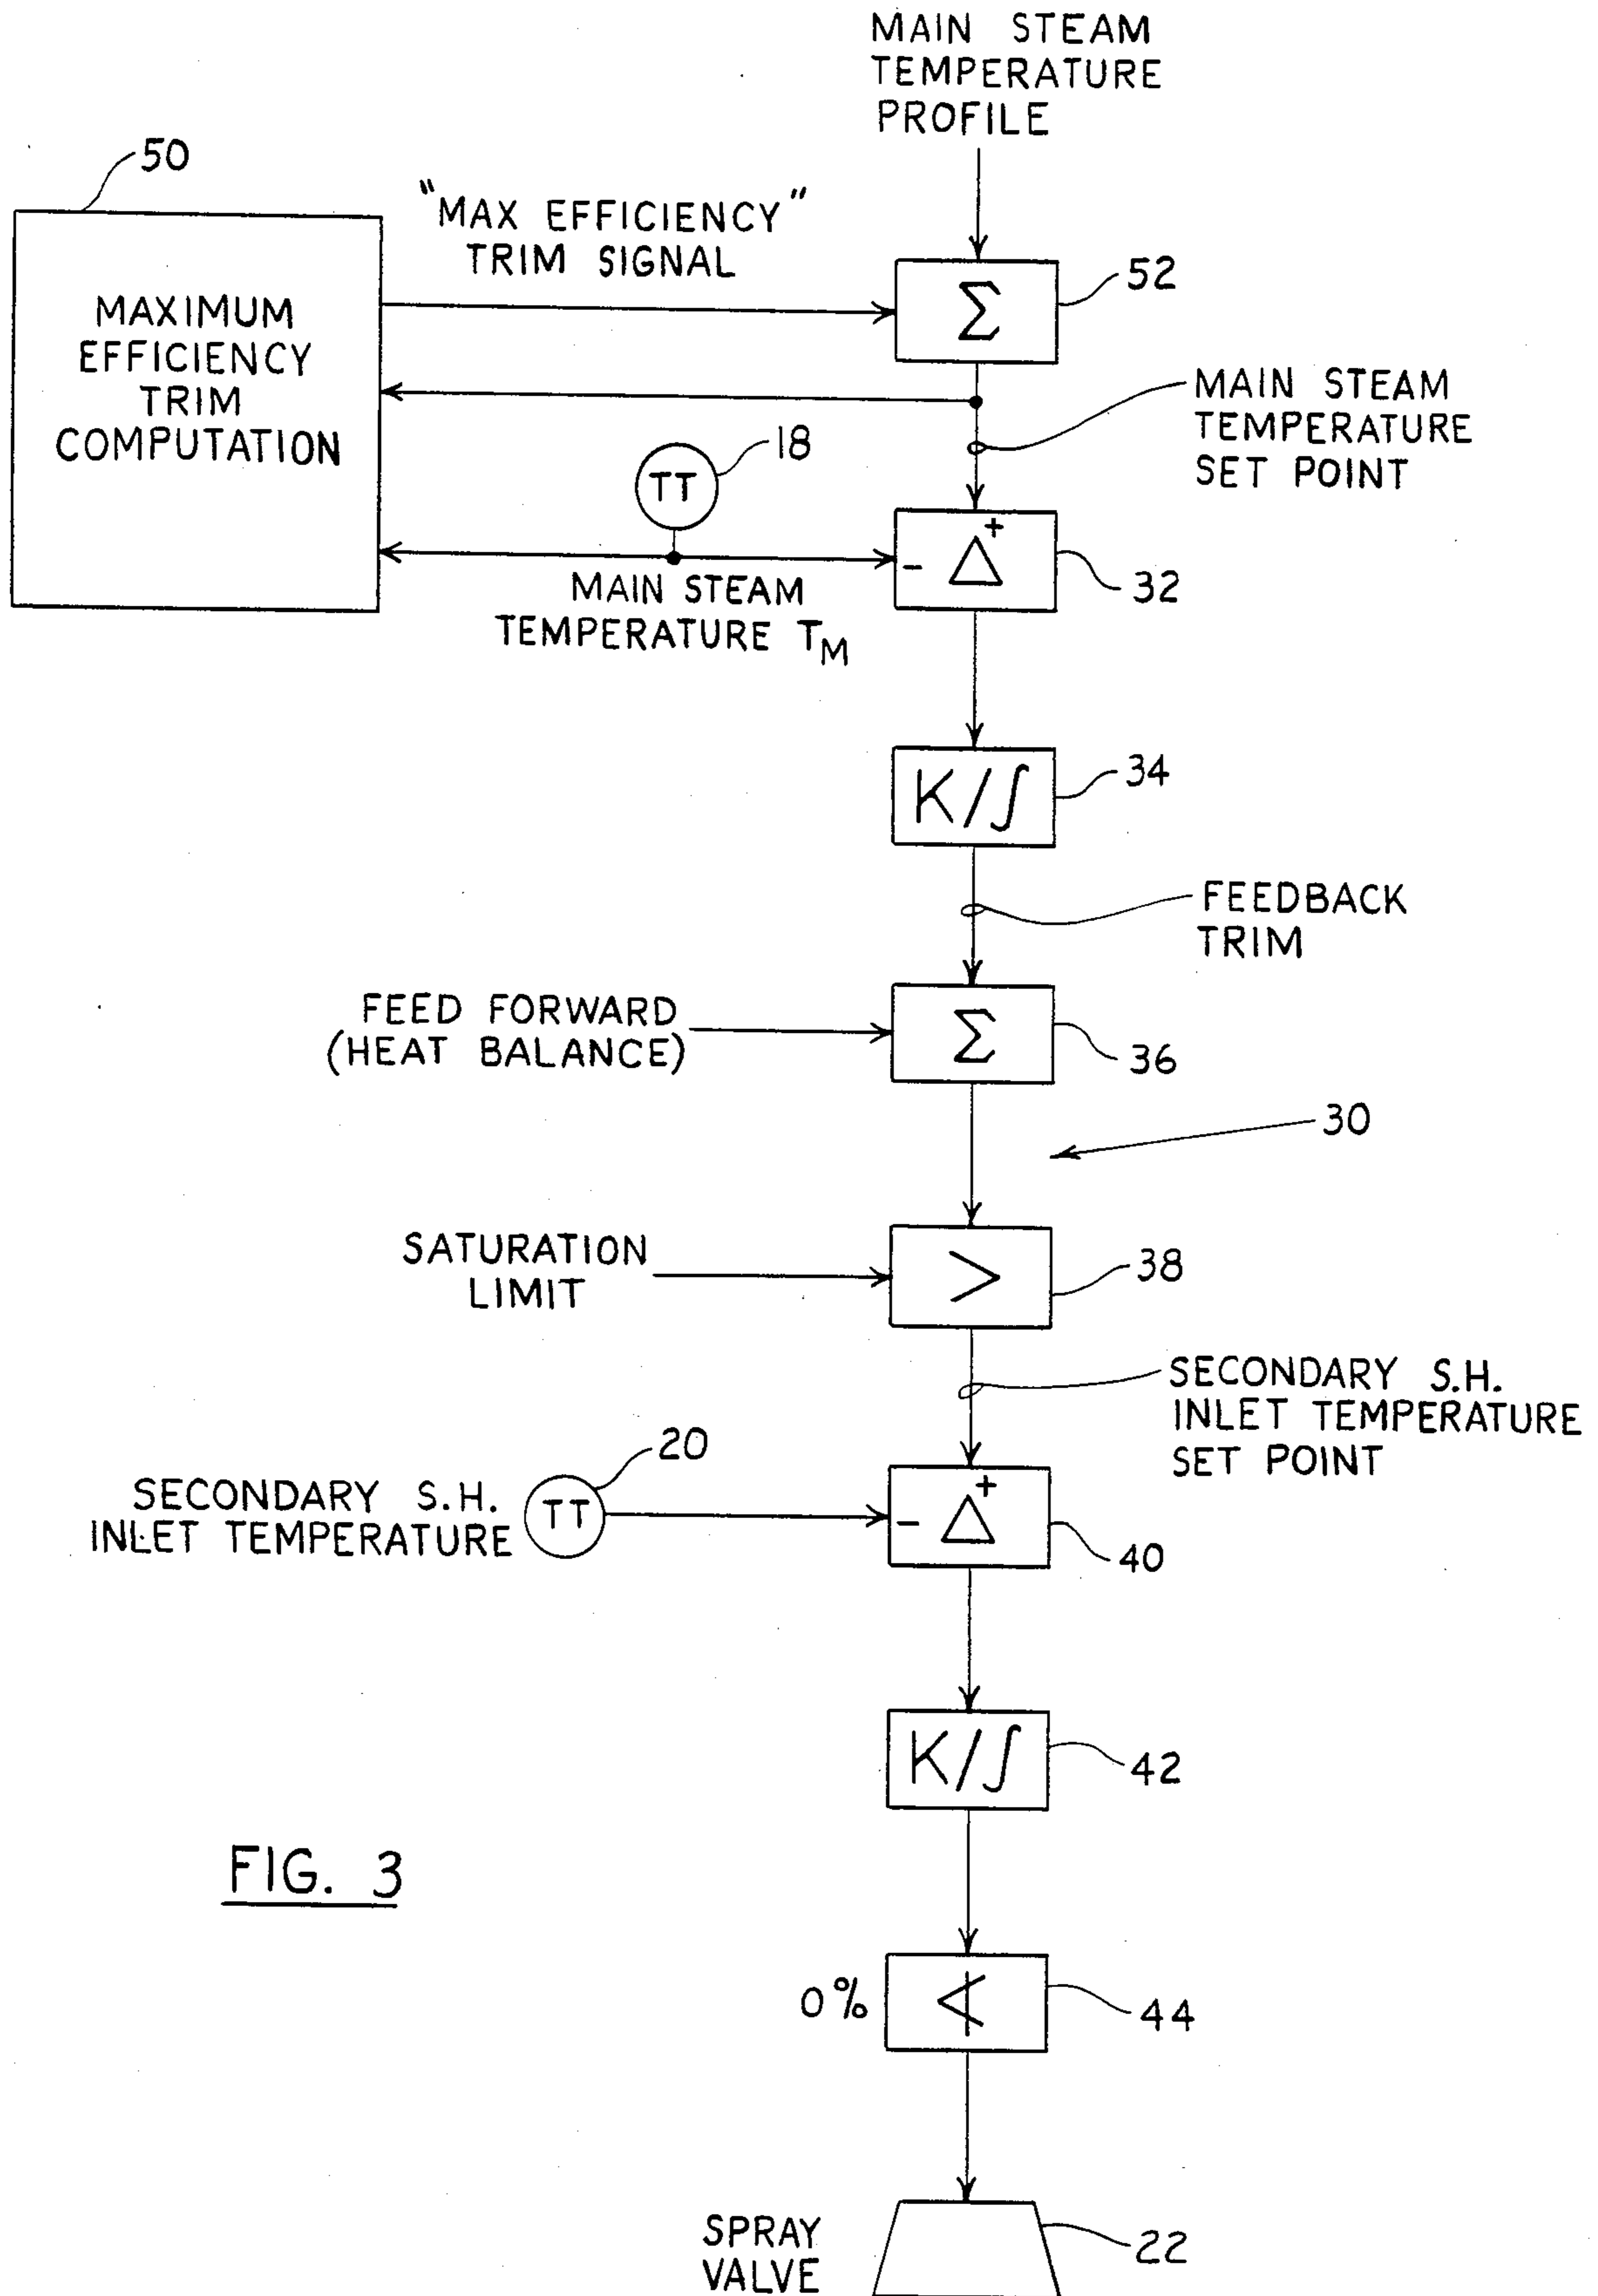 MAIN STEAM
TEMPERATURE
PROFILE
50
"MAX EFFICIENCY"
TRIM SIGNAL
Σ
52
MAXIMUM
EFFICIENCY
TRIM
COMPUTATION
MAIN STEAM
TEMPERATURE
SET POINT
TT
18
- Δ +
32
MAIN STEAM
TEMPERATURE TM
K/∫
34
FEEDBACK
TRIM
FEED FORWARD
(HEAT BALANCE)
Σ
36
30
SATURATION
LIMIT
>
38
SECONDARY S.H.
INLET TEMPERATURE
SET POINT
20
SECONDARY S.H.
INLET TEMPERATURE
TT
- Δ +
40
K/∫
42
FIG. 3
0%
≮
44
SPRAY
VALVE
22